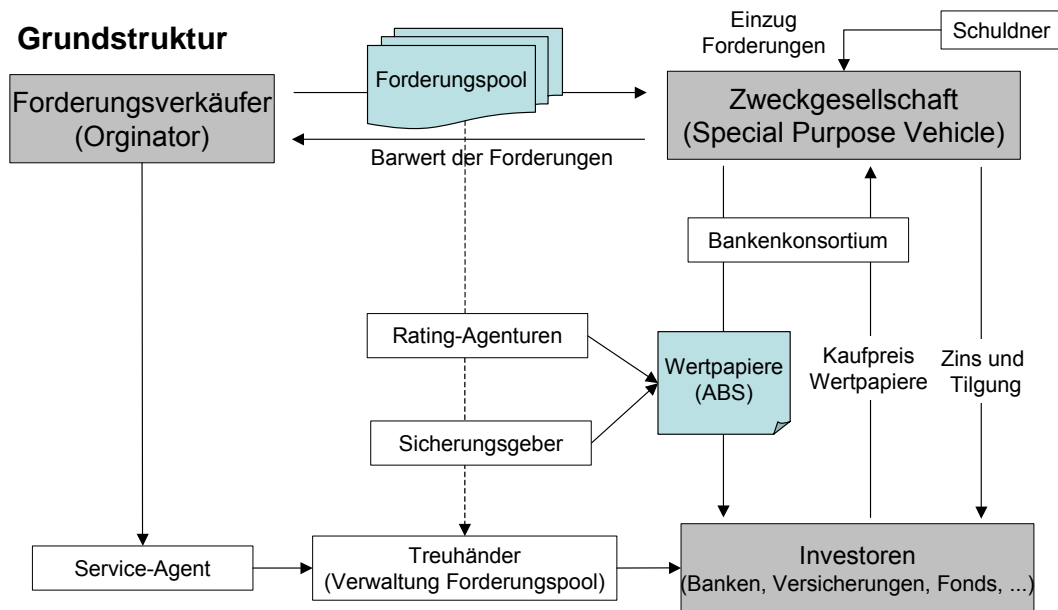 Grundstruktur
Einzug
Forderungen
Schuldner
Forderungspool
Forderungsverkäufer
(Orginator)
Zweckgesellschaft
(Special Purpose Vehicle)
Barwert der Forderungen
Bankenkonsortium
Rating-Agenturen
Wertpapiere
(ABS)
Kaufpreis
Wertpapiere
Zins und
Tilgung
Sicherungsgeber
Service-Agent
Treuhänder
(Verwaltung Forderungspool)
Investoren
(Banken, Versicherungen, Fonds, ...)